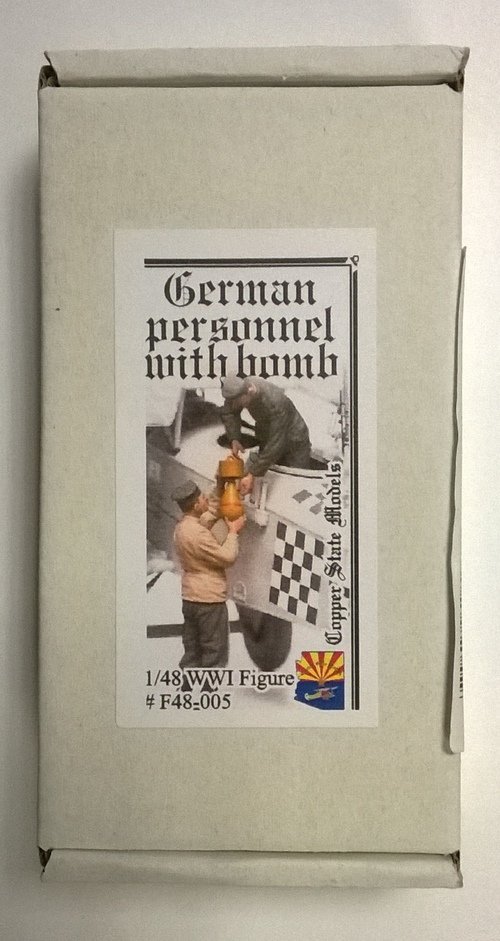 German
personnel
with bomb
Copper State Models
1/48 WWI Figure
# F48-005